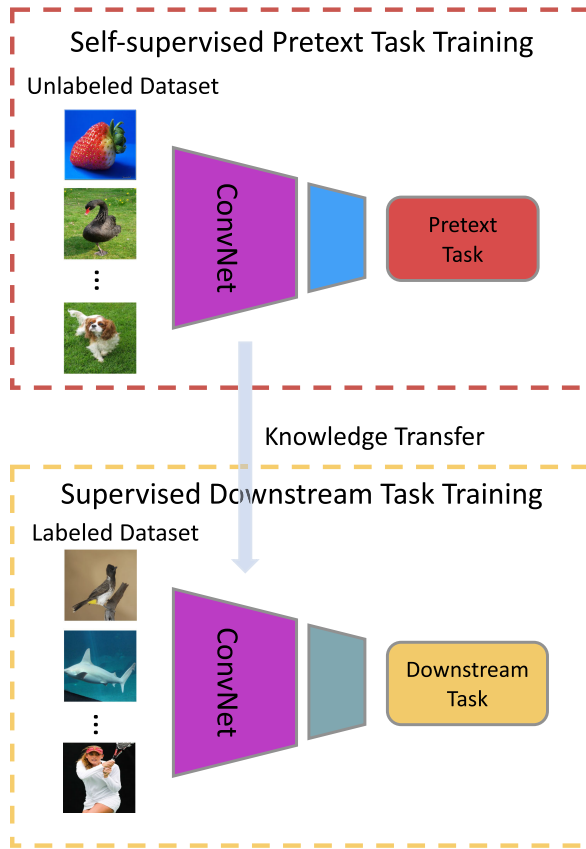 Self-supervised Pretext Task Training
Unlabeled Dataset
ConvNet
Pretext
Task
...
Knowledge Transfer
Supervised Downstream Task Training
Labeled Dataset
ConvNet
Downstream
Task
...